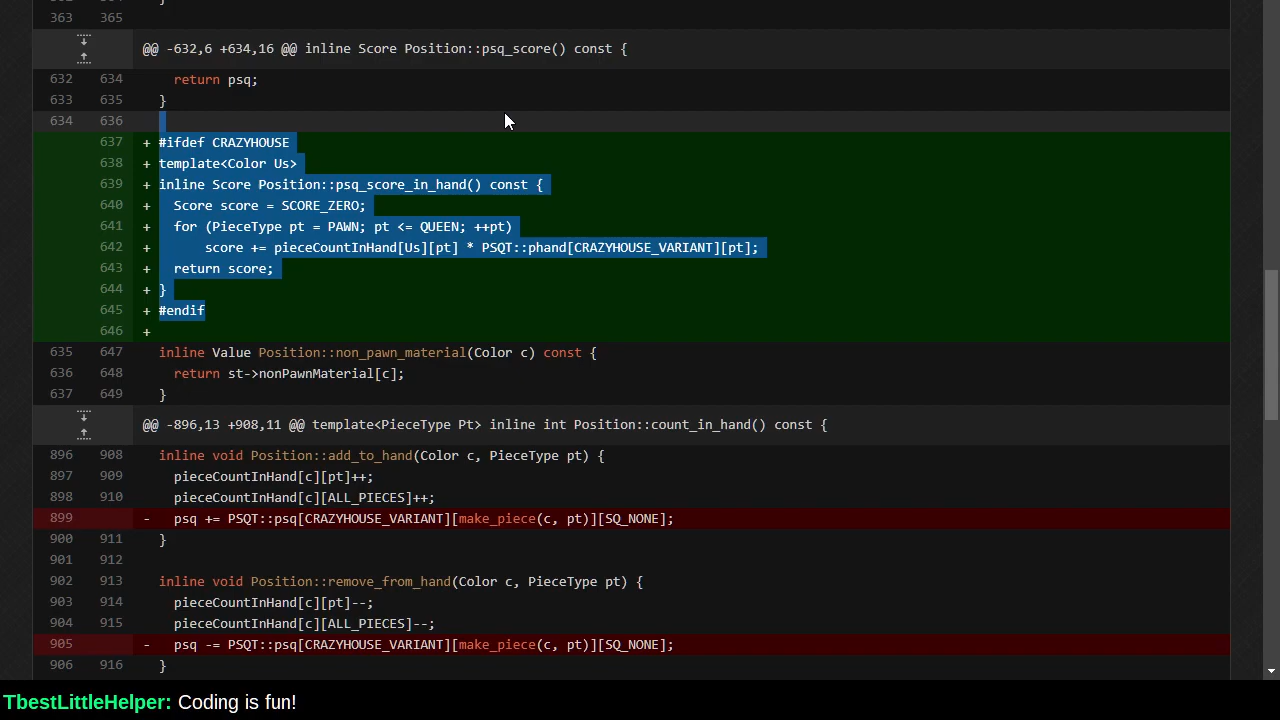 363 365
@@ -632,6 +634,16 @@ inline Score Position::psq_score() const {
632 634 return psq;
633 635 }
634 636
637 + #ifdef CRAZYHOUSE
638 + template<Color Us>
639 + inline Score Position::psq_score_in_hand() const {
640 + Score score = SCORE_ZERO;
641 + for (PieceType pt = PAWN; pt <= QUEEN; ++pt)
642 + score += pieceCountInHand[Us][pt] * PSQT::phand[CRAZYHOUSE_VARIANT][pt];
643 + return score;
644 + }
645 + #endif
646 +
635 647 inline Value Position::non_pawn_material(Color c) const {
636 648 return st->nonPawnMaterial[c];
637 649 }
@@ -896,13 +908,11 @@ template<PieceType Pt> inline int Position::count_in_hand() const {
896 908 inline void Position::add_to_hand(Color c, PieceType pt) {
897 909 pieceCountInHand[c][pt]++;
898 910 pieceCountInHand[c][ALL_PIECES]++;
899 - psq += PSQT::psq[CRAZYHOUSE_VARIANT][make_piece(c, pt)][SQ_NONE];
900 911 }
901 912
902 913 inline void Position::remove_from_hand(Color c, PieceType pt) {
903 914 pieceCountInHand[c][pt]--;
904 915 pieceCountInHand[c][ALL_PIECES]--;
905 - psq -= PSQT::psq[CRAZYHOUSE_VARIANT][make_piece(c, pt)][SQ_NONE];
906 916 }
TbestLittleHelper: Coding is fun!